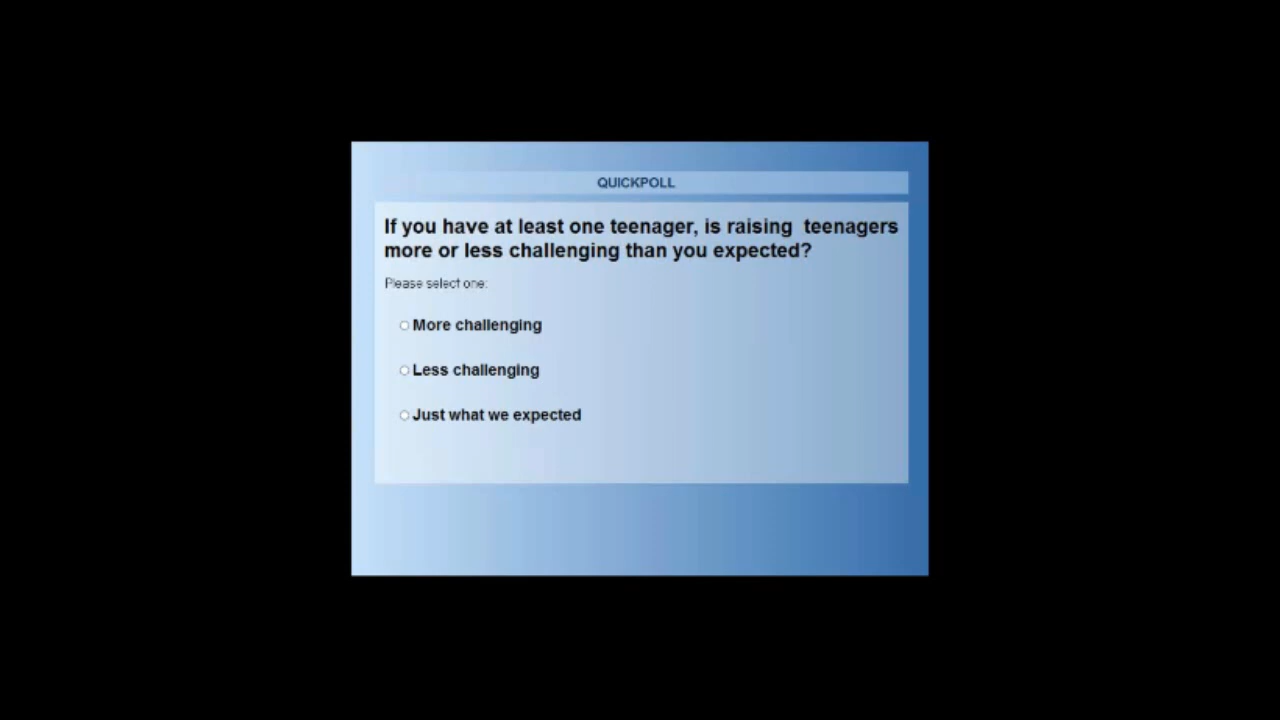 QUICKPOLL
If you have at least one teenager, is raising  teenagers
more or less challenging than you expected?
Please select one:
More challenging
Less challenging
Just what we expected